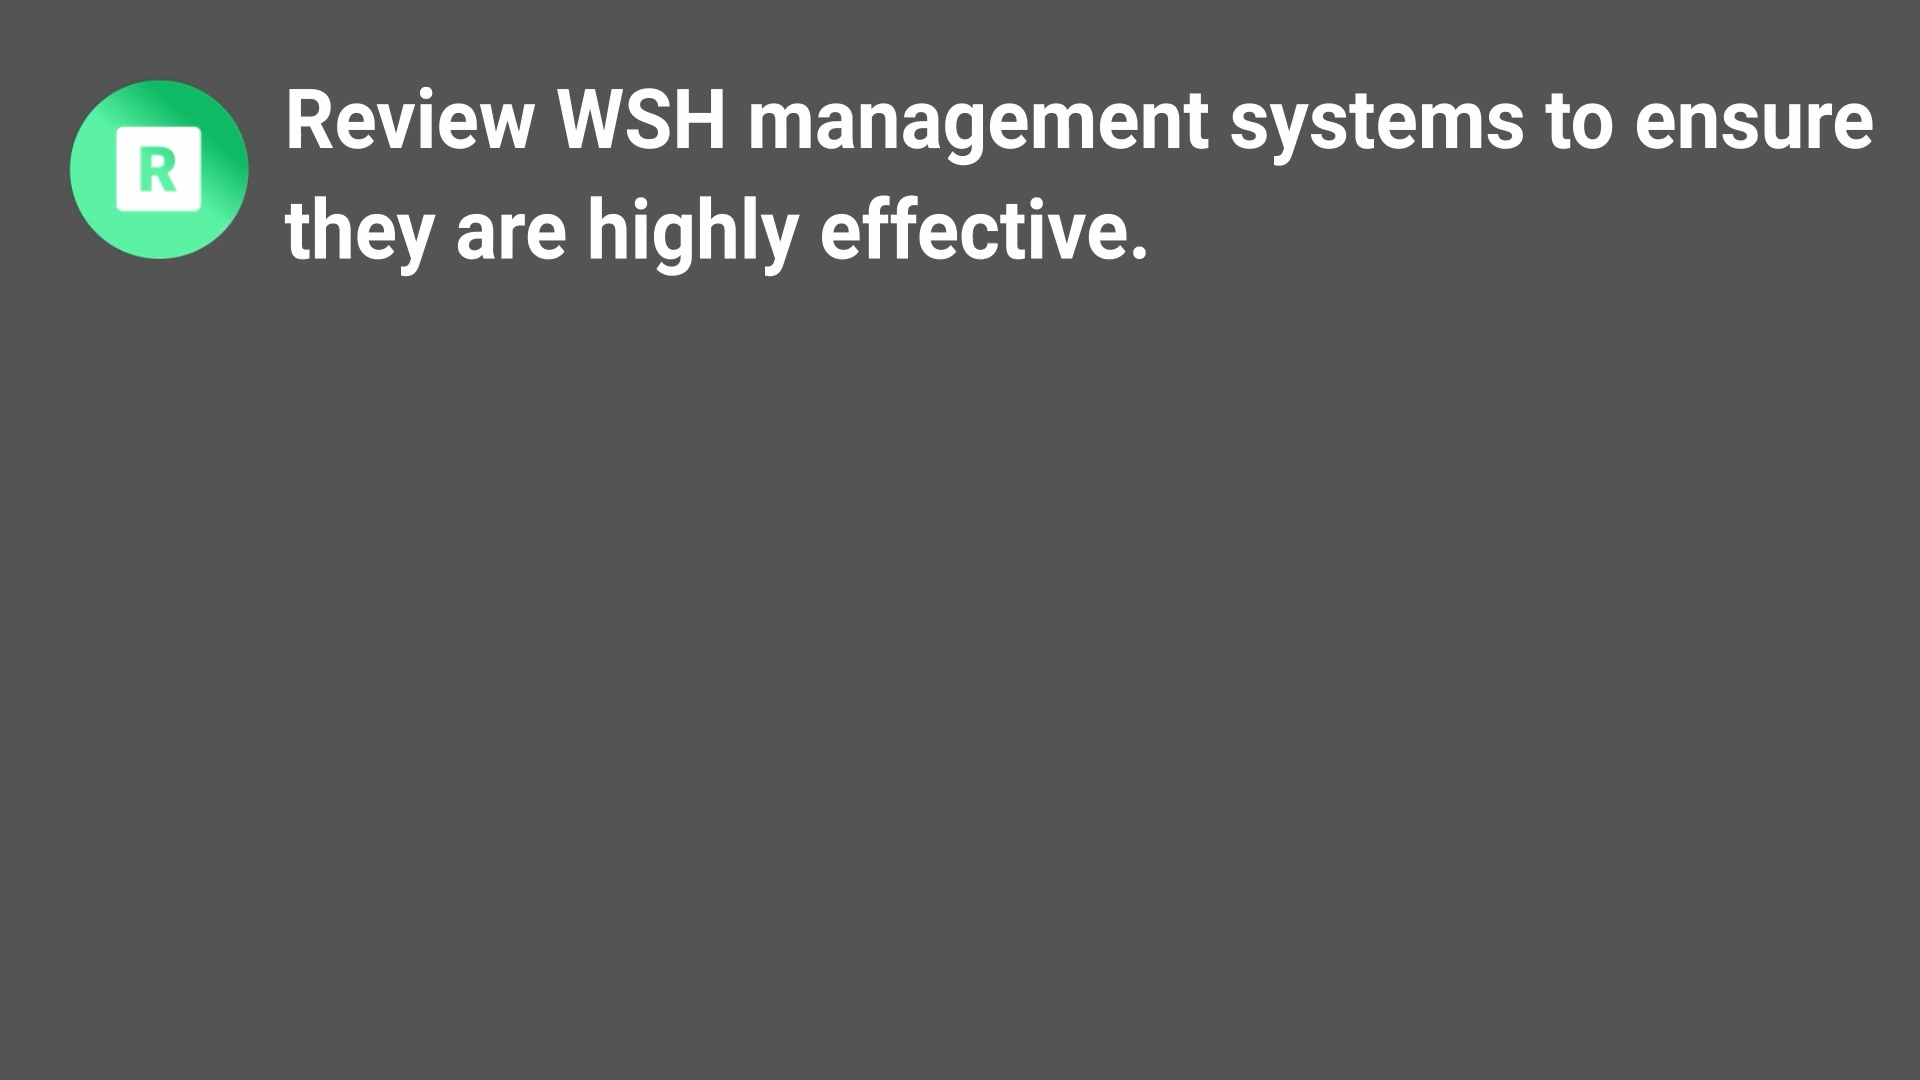 R
Review WSH management systems to ensure
they are highly effective.